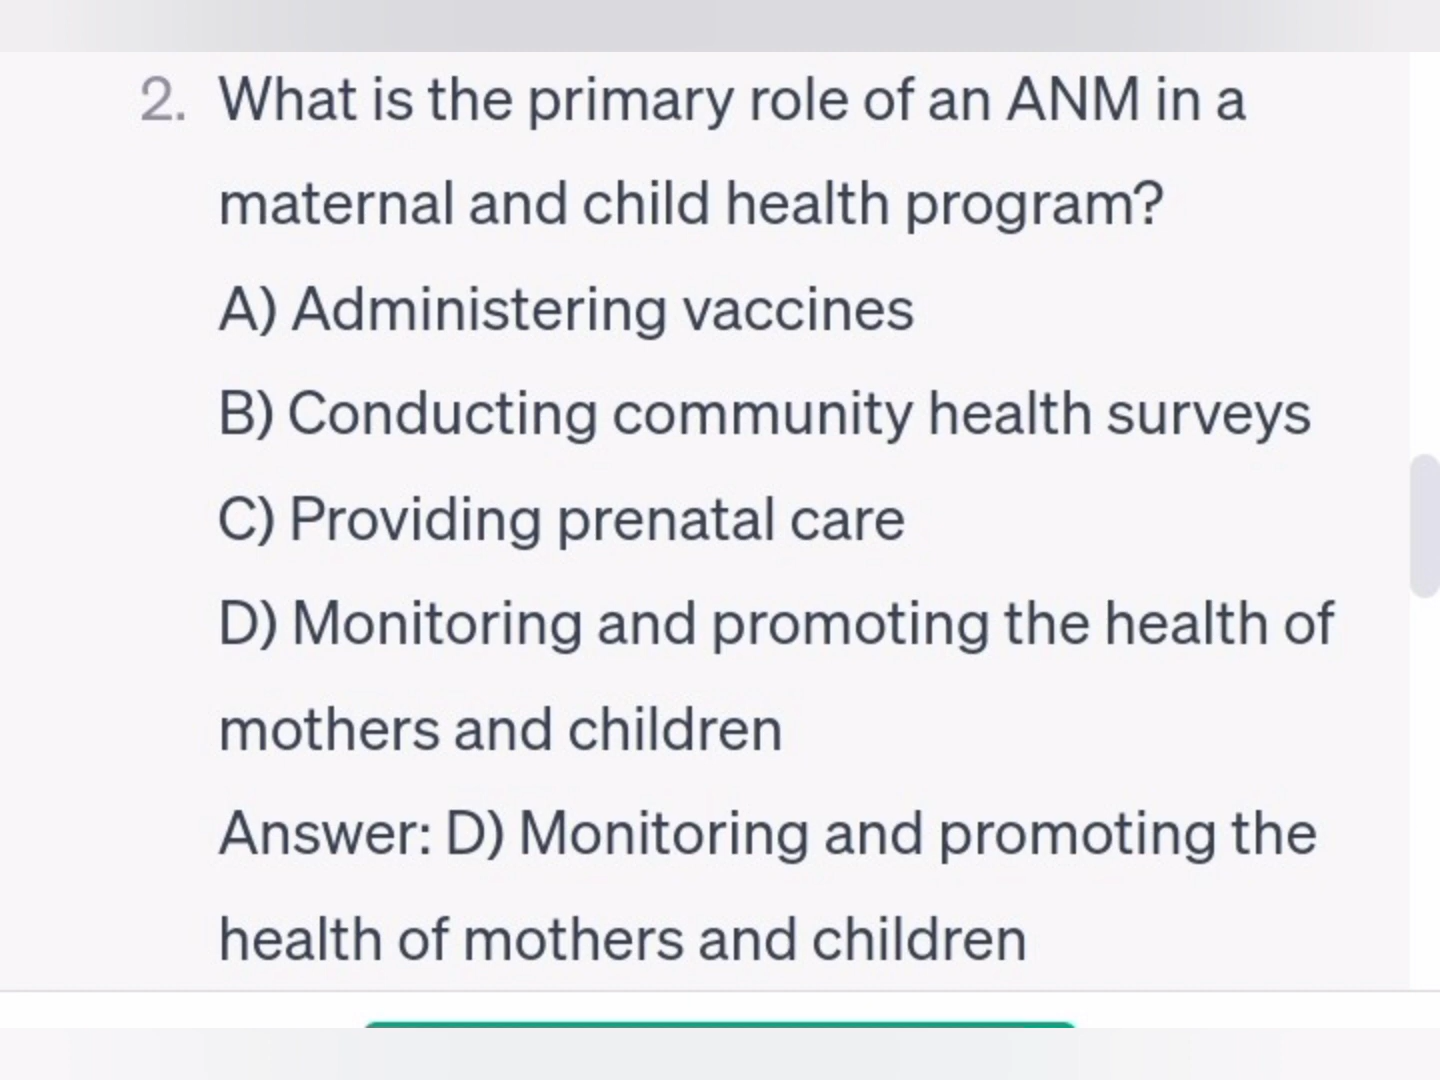 2. What is the primary role of an ANM in a
maternal and child health program?
A) Administering vaccines
B) Conducting community health surveys
C) Providing prenatal care
D) Monitoring and promoting the health of
mothers and children
Answer: D) Monitoring and promoting the
health of mothers and children